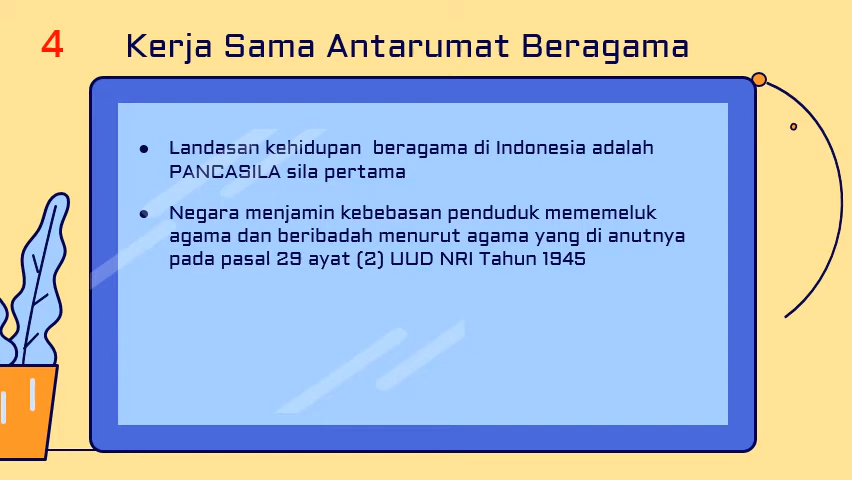 4 Kerja Sama Antarumat Beragama
● Landasan kehidupan  beragama di Indonesia adalah
PANCASILA sila pertama
● Negara menjamin kebebasan penduduk mememeluk
agama dan beribadah menurut agama yang di anutnya
pada pasal 29 ayat (2) UUD NRI Tahun 1945